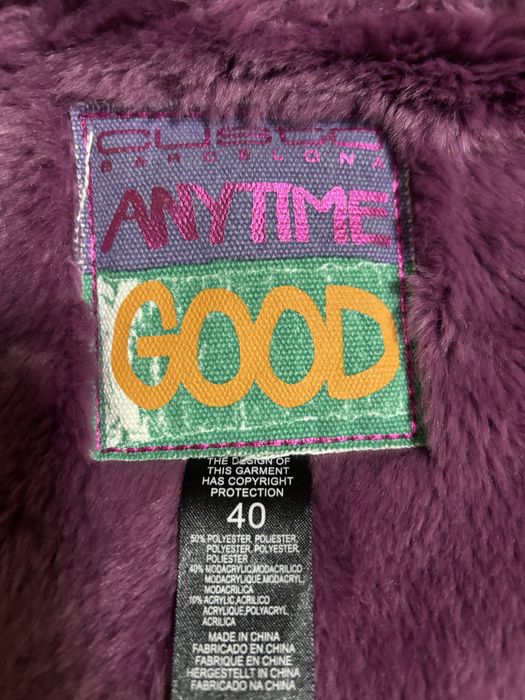 CUSTO
BARCELONA
ANYTIME
GOOD
THE DESIGN OF
THIS GARMENT
HAS COPYRIGHT
PROTECTION
40
50% POLYESTER, POLIESTER,
POLYESTER, POLYESTER,
POLIESTER
40% MODACRYLIC,MODACRILICO
MODACRYLIQUE,MODACRYL,
MODACRILICA
10% ACRYLIC,ACRILICO
ACRYLIQUE,POLYACRYL,
ACRILICA
MADE IN CHINA
FABRICADO EN CHINA
FABRIQUE EN CHINE
HERGESTELLT IN CHINA
FABRICADO NA CHINA